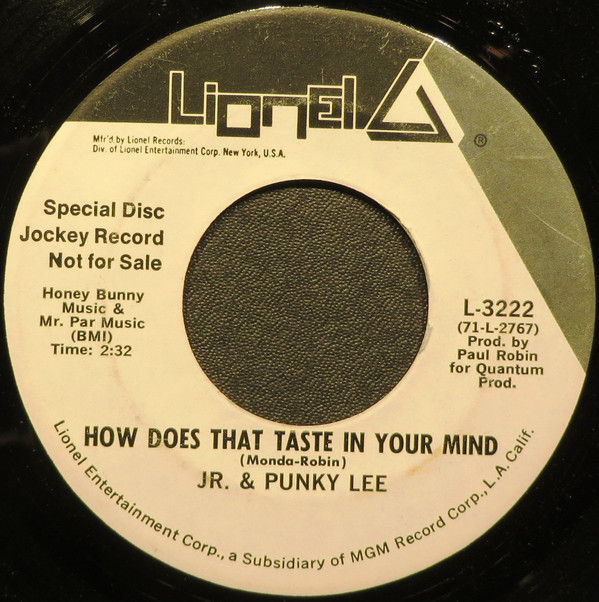 LionEl
®
Mfr'd by Lionel Records:
Div. of Lionel Entertainment Corp. New York, U.S.A.
Special Disc
Jockey Record
Not for Sale
Honey Bunny
Music &
Mr. Par Music
(BMI)
Time: 2:32
L-3222
(71-L-2767)
Prod. by
Paul Robin
for Quantum
Prod.
HOW DOES THAT TASTE IN YOUR MIND
(Monda-Robin)
JR. & PUNKY LEE
Lionel Entertainment Corp., a Subsidiary of MGM Record Corp., L.A. Calif.